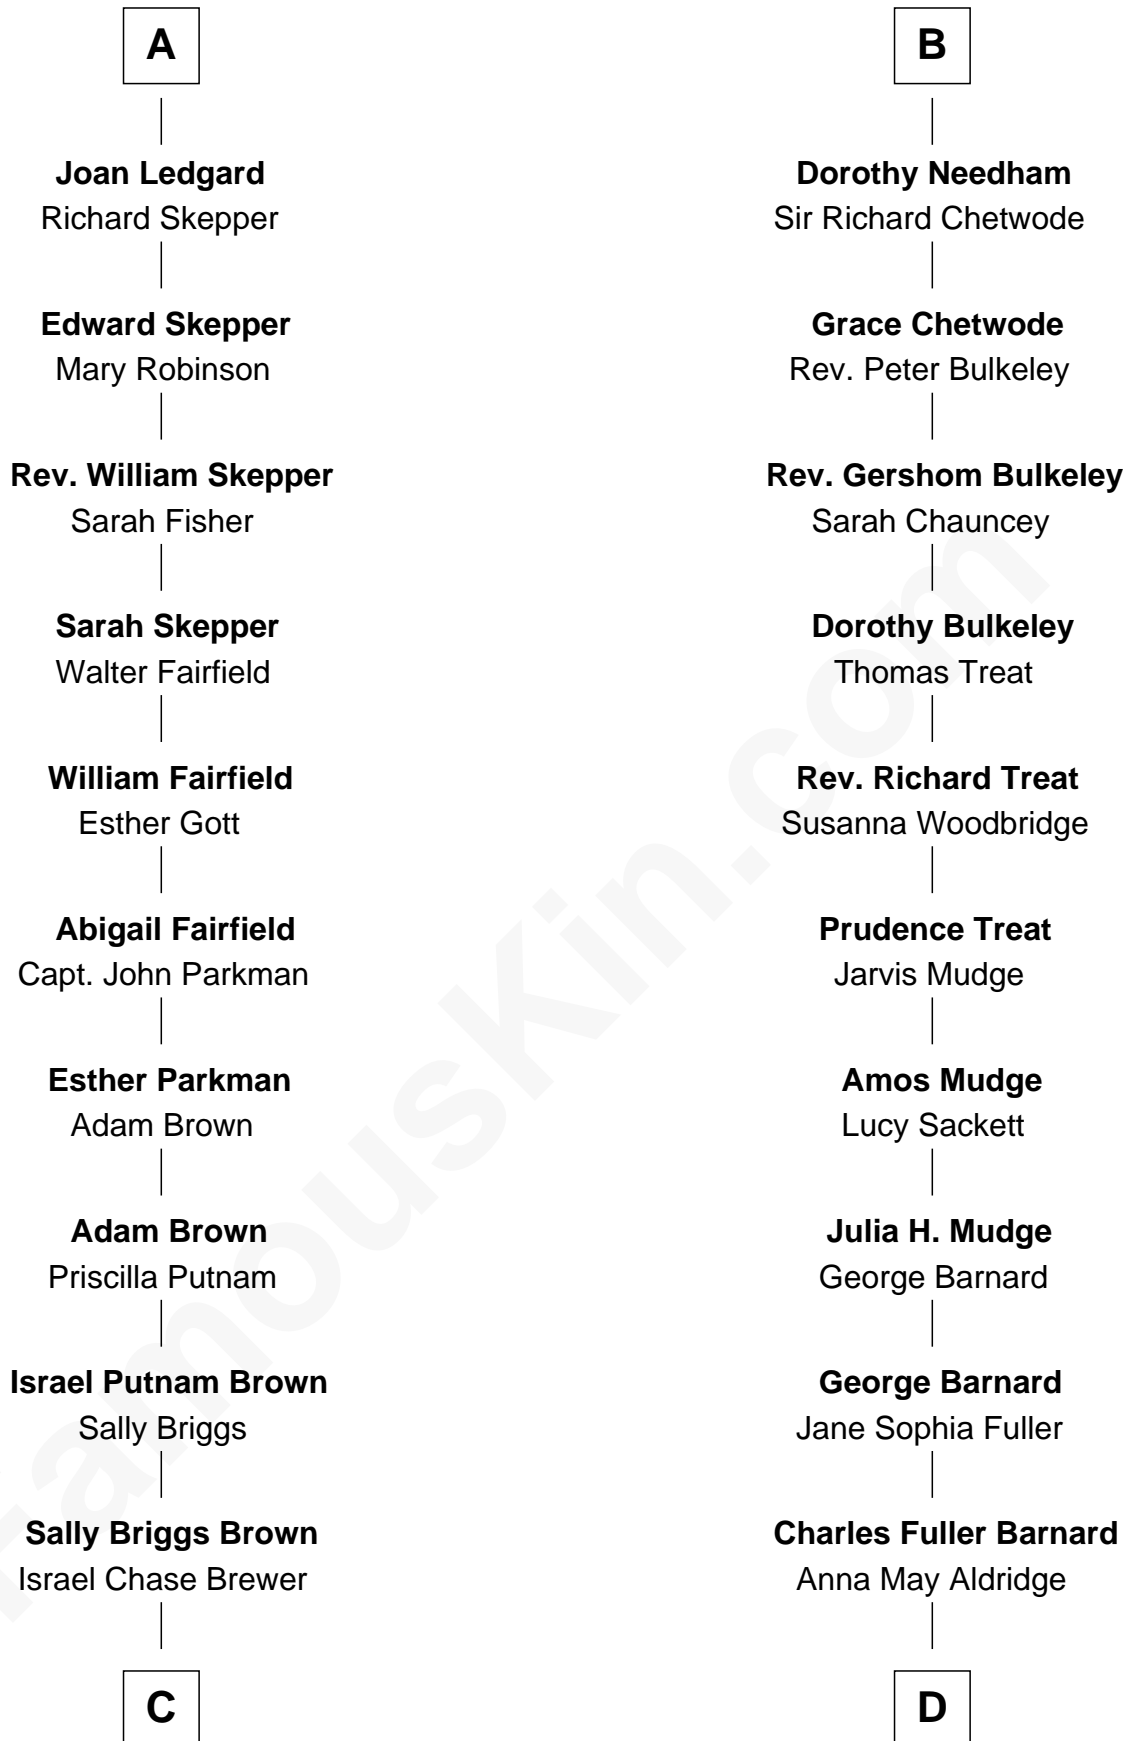 A
Joan Ledgard
Richard Skepper
Edward Skepper
Mary Robinson
Rev. William Skepper
Sarah Fisher
Sarah Skepper
Walter Fairfield
William Fairfield
Esther Gott
Abigail Fairfield
Capt. John Parkman
Esther Parkman
Adam Brown
Adam Brown
Priscilla Putnam
Israel Putnam Brown
Sally Briggs
Sally Briggs Brown
Israel Chase Brewer
C
B
Dorothy Needham
Sir Richard Chetwode
Grace Chetwode
Rev. Peter Bulkeley
Rev. Gershom Bulkeley
Sarah Chauncey
Dorothy Bulkeley
Thomas Treat
Rev. Richard Treat
Susanna Woodbridge
Prudence Treat
Jarvis Mudge
Amos Mudge
Lucy Sackett
Julia H. Mudge
George Barnard
George Barnard
Jane Sophia Fuller
Charles Fuller Barnard
Anna May Aldridge
D
FamousKin.com